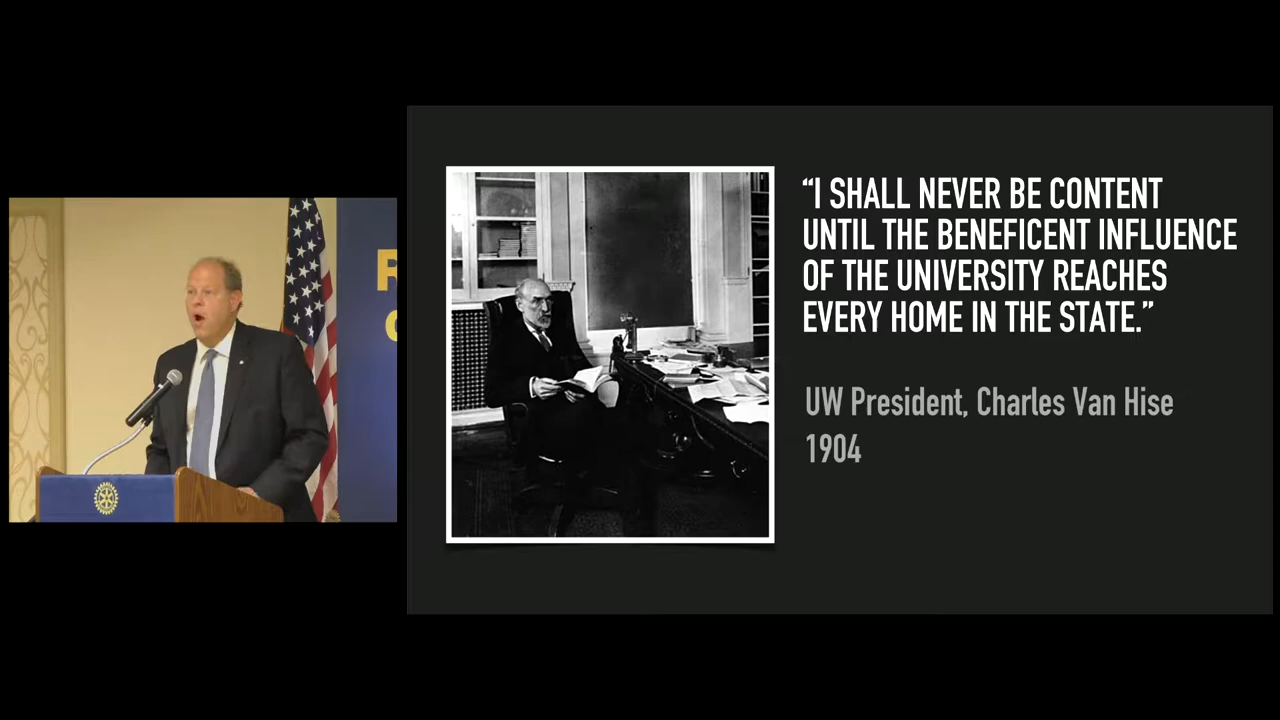 “I SHALL NEVER BE CONTENT
UNTIL THE BENEFICENT INFLUENCE
OF THE UNIVERSITY REACHES
EVERY HOME IN THE STATE.”
UW President, Charles Van Hise
1904